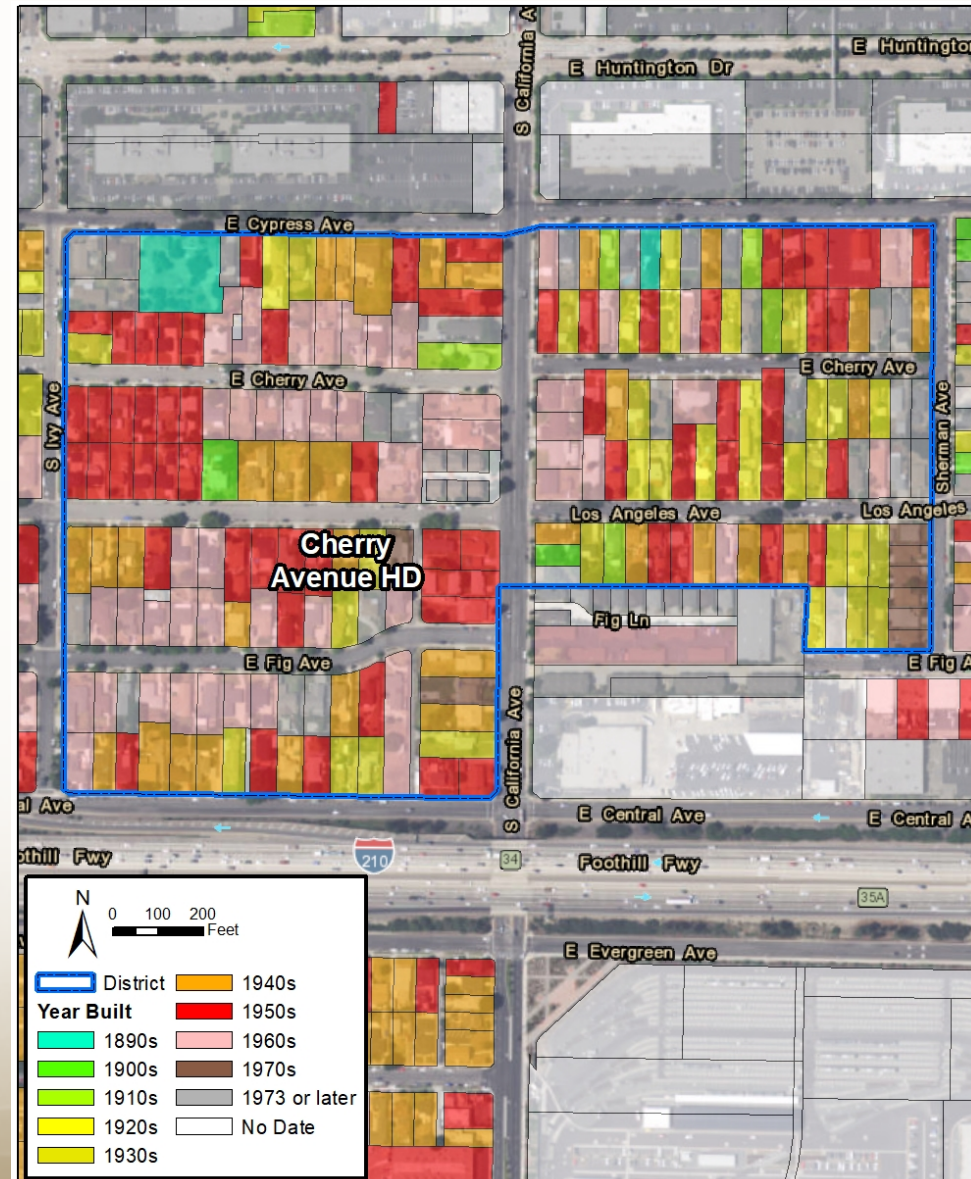 E Huntington
E Huntington Dr
S California A
E Cypress Ave
E Cherry Ave
E Cherry Ave
S Ivy Ave
Sherman Ave
Los Angeles Ave
Los Angeles
Cherry
Avenue HD
Fig Ln
E Fig Ave
E Fig A
S California Ave
al Ave
E Central Ave
E Central A
othill Fwy
210
34
Foothill Fwy
35A
E Evergreen Ave
N
0 100 200
Feet
District
Year Built
1890s
1900s
1910s
1920s
1930s
1940s
1950s
1960s
1970s
1973 or later
No Date